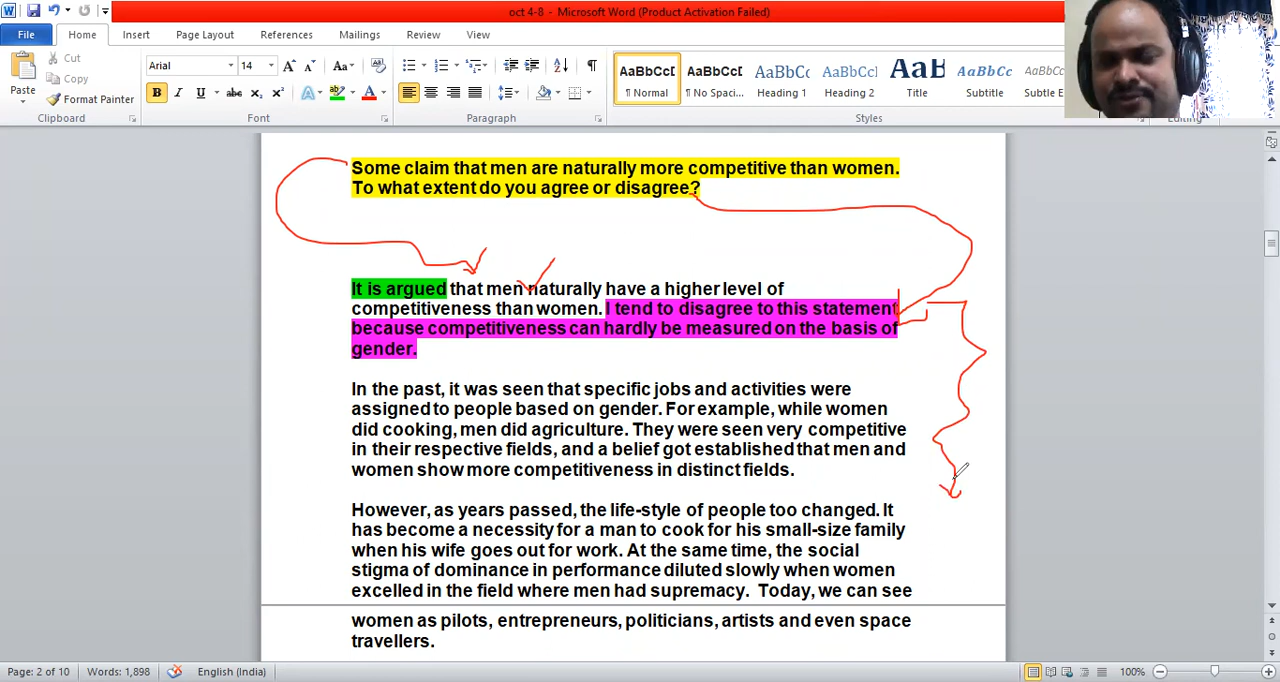 oct 4-8 - Microsoft Word (Product Activation Failed)
File Home Insert Page Layout References Mailings Review View
Cut
Copy
Format Painter
Paste
Arial 14
AaBbCcD AaBbCcD AaBbCc AaBbCc AaB AaBbCcD AaBbCcD
¶ Normal ¶ No Spaci... Heading 1 Heading 2 Title Subtitle Subtle E
Clipboard Font Paragraph Styles Editing
Some claim that men are naturally more competitive than women.
To what extent do you agree or disagree?
It is argued that men naturally have a higher level of
competitiveness than women. I tend to disagree to this statement
because competitiveness can hardly be measured on the basis of
gender.
In the past, it was seen that specific jobs and activities were
assigned to people based on gender. For example, while women
did cooking, men did agriculture. They were seen very competitive
in their respective fields, and a belief got established that men and
women show more competitiveness in distinct fields.
However, as years passed, the life-style of people too changed. It
has become a necessity for a man to cook for his small-size family
when his wife goes out for work. At the same time, the social
stigma of dominance in performance diluted slowly when women
excelled in the field where men had supremacy.  Today, we can see
women as pilots, entrepreneurs, politicians, artists and even space
travellers.
Page: 2 of 10 Words: 1,898 English (India) 100%